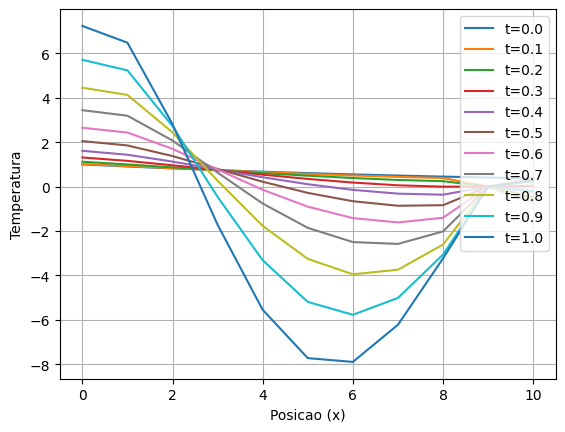 6
4
2
0
−2
−4
−6
−8
Temperatura
0
2
4
6
8
10
Posicao (x)
t=0.0
t=0.1
t=0.2
t=0.3
t=0.4
t=0.5
t=0.6
t=0.7
t=0.8
t=0.9
t=1.0